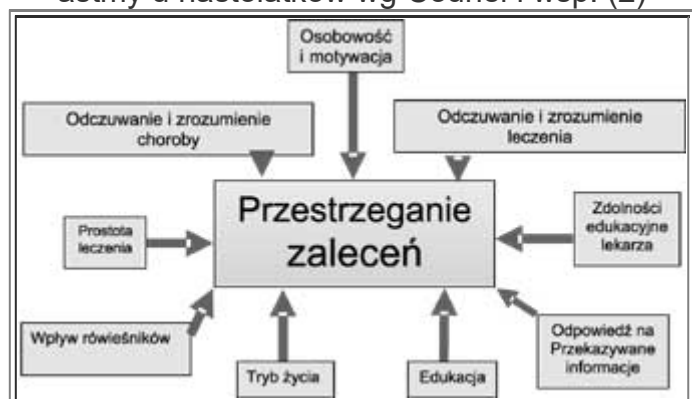 astmy u nastolatków wg
i wsp. (2)
Osobowość
i motywacja
Odczuwanie i zrozumienie
choroby
Odczuwanie i zrozumienie
leczenia
Przestrzeganie
zaleceń
Prostota
leczenia
Zdolności
edukacyjne
lekarza
Wpływ rówieśników
Tryb życia
Edukacja
Odpowiedź na
Przekazywane
informacje